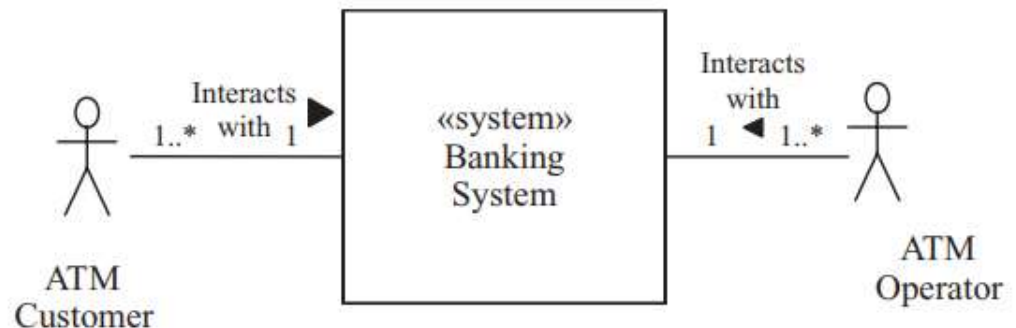 Interacts
with
1..*
1
ATM
Customer
«system»
Banking
System
Interacts
with
1
1..*
ATM
Operator